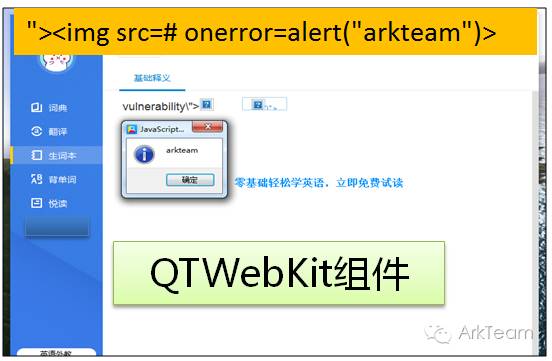 "><img src=# onerror=alert("arkteam")>
基础释义
词典
翻译
生词本
背单词
悦读
vulnerability\">
JavaScript...
arkteam
确定
零基础轻松学英语，立即免费试读
QTWebKit组件
英语外教
ArkTeam